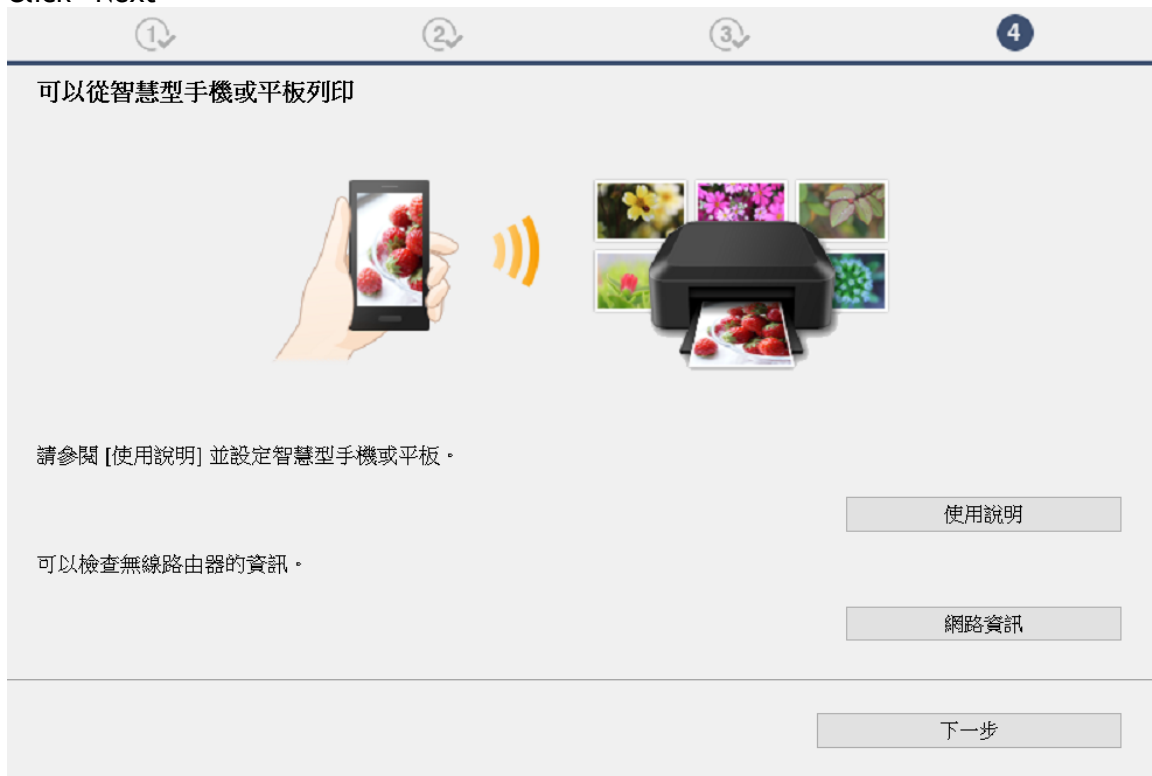 1 2 3 4
可以從智慧型手機或平板列印
請參閱 [使用說明] 並設定智慧型手機或平板。
使用說明
可以檢查無線路由器的資訊。
網路資訊
下一步